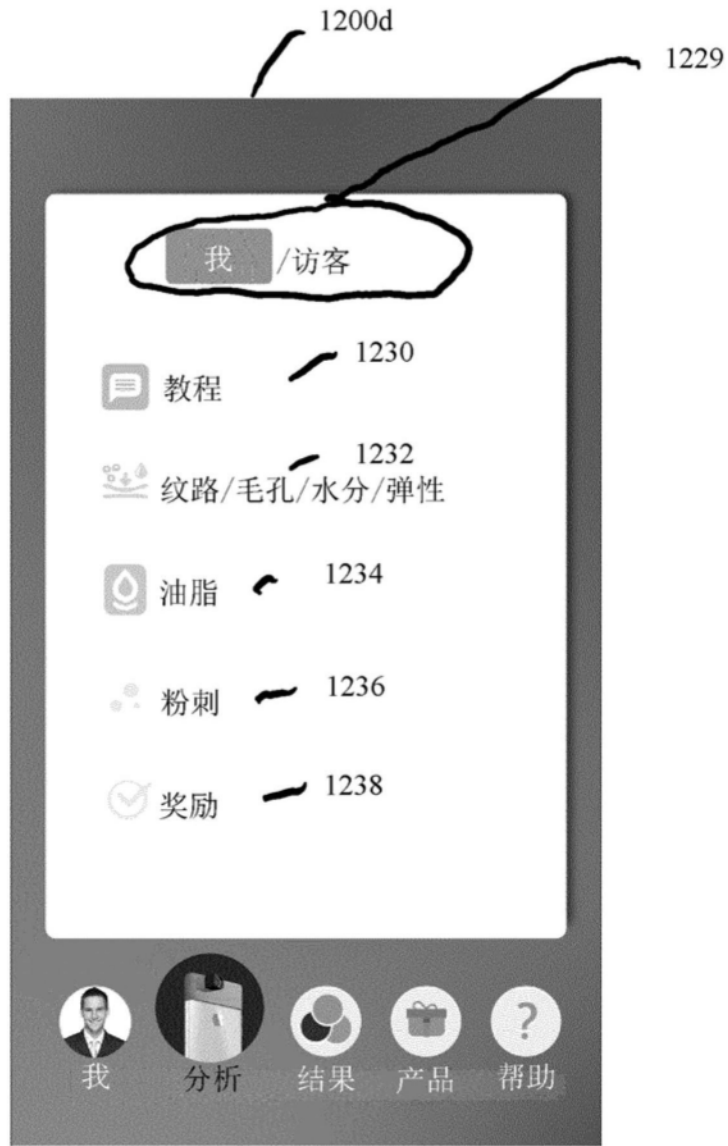 1200d
1229
我 /访客
1230
教程
1232
纹路/毛孔/水分/弹性
油脂 1234
粉刺 1236
奖励 1238
?
我 分析 结果 产品 帮助